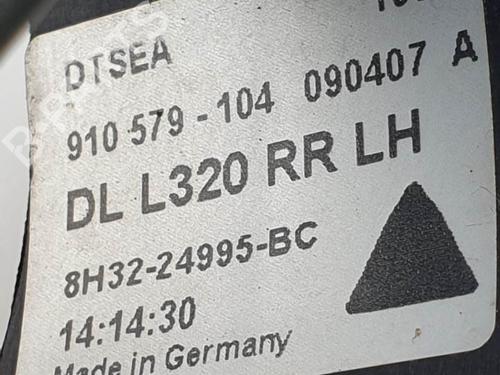 DTSEA
910 579 - 104 090407 A
DL L320 RR LH
8H32-24995-BC
14:14:30
Made in Germany